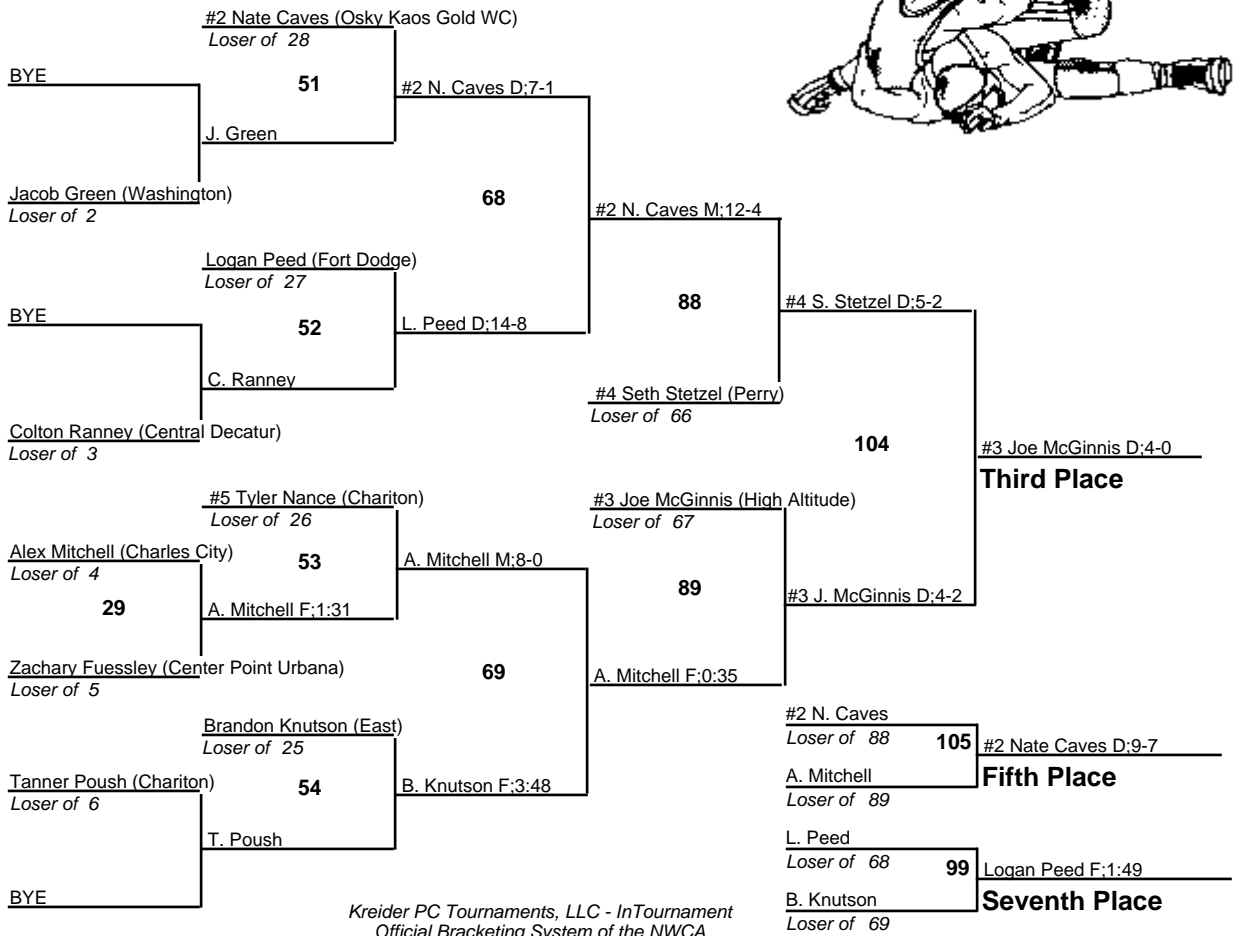 #2 Nate Caves (Osky Kaos Gold WC)
Loser of 28
BYE
51
#2 N. Caves D;7-1
J. Green
Jacob Green (Washington)
Loser of 2
68
#2 N. Caves M;12-4
Logan Peed (Fort Dodge)
Loser of 27
BYE
52
L. Peed D;14-8
88
#4 S. Stetzel D;5-2
C. Ranney
#4 Seth Stetzel (Perry)
Loser of 66
Colton Ranney (Central Decatur)
Loser of 3
104
#3 Joe McGinnis D;4-0
Third Place
#5 Tyler Nance (Chariton)
Loser of 26
#3 Joe McGinnis (High Altitude)
Loser of 67
Alex Mitchell (Charles City)
Loser of 4
53
A. Mitchell M;8-0
29
A. Mitchell F;1:31
89
#3 J. McGinnis D;4-2
Zachary Fuessley (Center Point Urbana)
Loser of 5
69
A. Mitchell F;0:35
Brandon Knutson (East)
Loser of 25
Tanner Poush (Chariton)
Loser of 6
54
B. Knutson F;3:48
T. Poush
BYE
#2 N. Caves
Loser of 88
105
#2 Nate Caves D;9-7
Fifth Place
A. Mitchell
Loser of 89
L. Peed
Loser of 68
99
Logan Peed F;1:49
Seventh Place
B. Knutson
Loser of 69
Kreider PC Tournaments, LLC - InTournament
Official Bracketing System of the NWCA